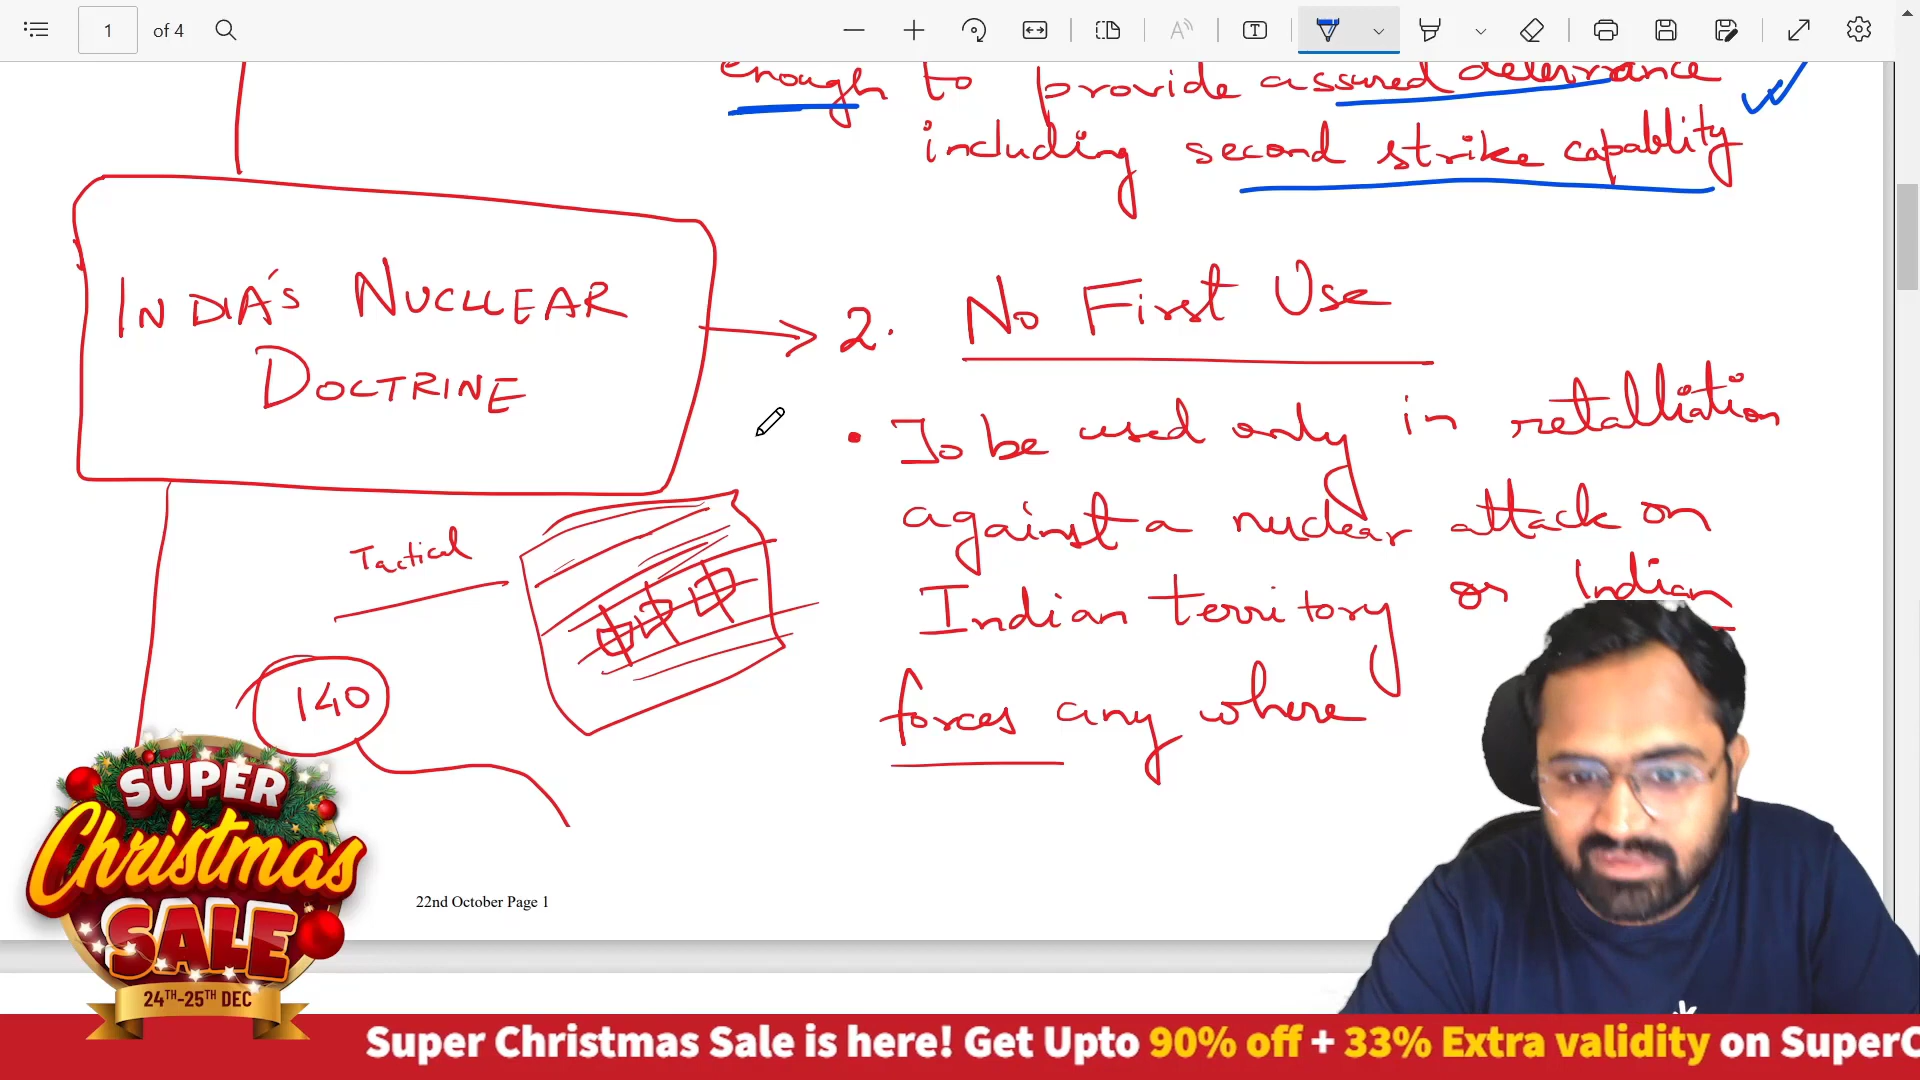 1 of 4
enough to provide assured deterrance
including second strike capablity
INDIA'S NUCLLEAR
DOCTRINE
2. No First Use
• To be used only in retalliation
against a nuclear attack on
Indian territory or Indian
forces any where
Tactical
140
22nd October Page 1
SUPER
Christmas
SALE
24TH-25TH DEC
Super Christmas Sale is here! Get Upto 90% off + 33% Extra validity on SuperC